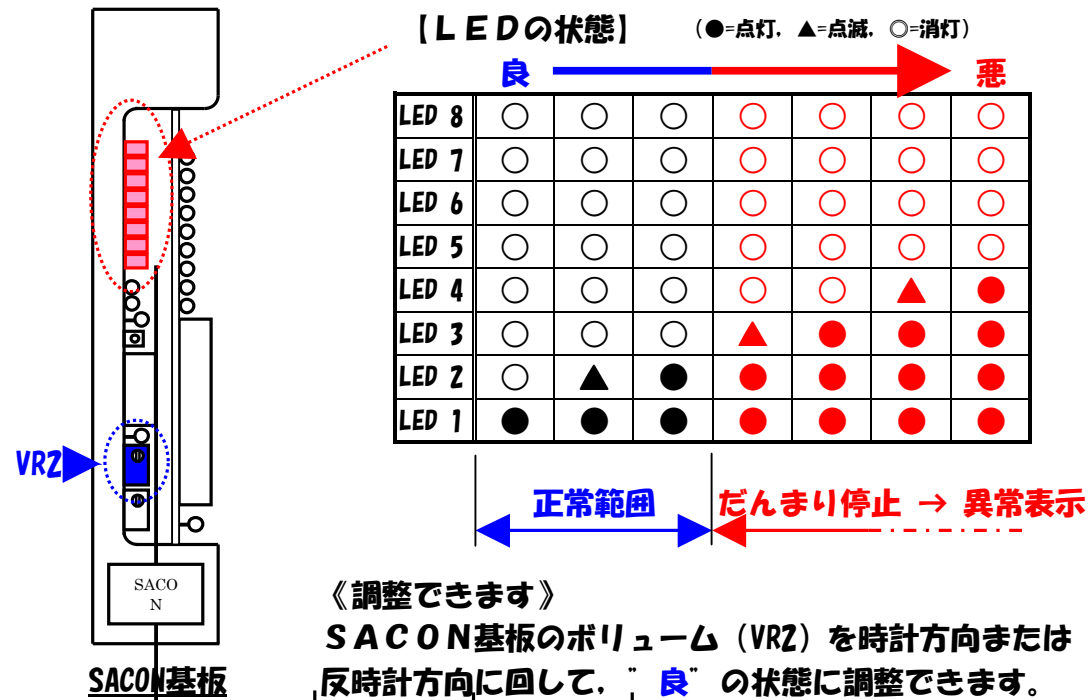 【ＬＥＤの状態】 （●=点灯，▲=点滅，○=消灯）
良 悪
LED 8 ○ ○ ○ ○ ○ ○ ○
LED 7 ○ ○ ○ ○ ○ ○ ○
LED 6 ○ ○ ○ ○ ○ ○ ○
LED 5 ○ ○ ○ ○ ○ ○ ○
LED 4 ○ ○ ○ ○ ○ ▲ ●
LED 3 ○ ○ ○ ▲ ● ● ●
LED 2 ○ ▲ ● ● ● ● ●
LED 1 ● ● ● ● ● ● ●
VR2
正常範囲 だんまり停止 → 異常表示
SACO
N
SACON基板
《調整できます》
ＳＡＣＯＮ基板のボリューム（VR2）を時計方向または
反時計方向に回して，"良"の状態に調整できます。